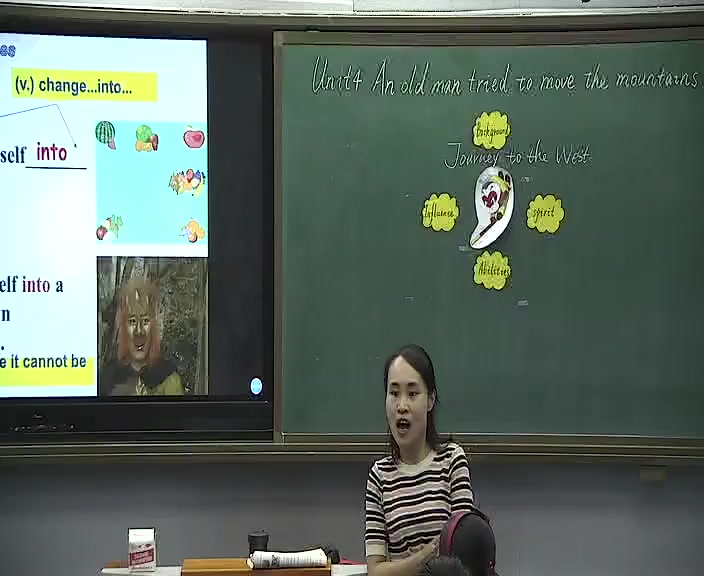 es
(v.) change...into...
self into
elf into a
n
.
e it cannot be
Unit4 An old man tried to move the mountains.
Background
Journey to the West
Influence
spirit
Abilities